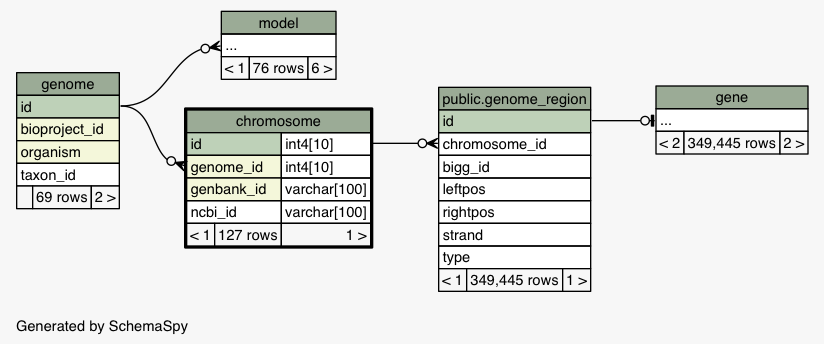 model
...
< 1 76 rows 6 >
genome
id
bioproject_id
organism
taxon_id
69 rows 2 >
chromosome
id int4[10]
genome_id int4[10]
genbank_id varchar[100]
ncbi_id varchar[100]
< 1 127 rows 1 >
public.genome_region
id
chromosome_id
bigg_id
leftpos
rightpos
strand
type
< 1 349,445 rows 1 >
gene
...
< 2 349,445 rows 2 >
Generated by SchemaSpy